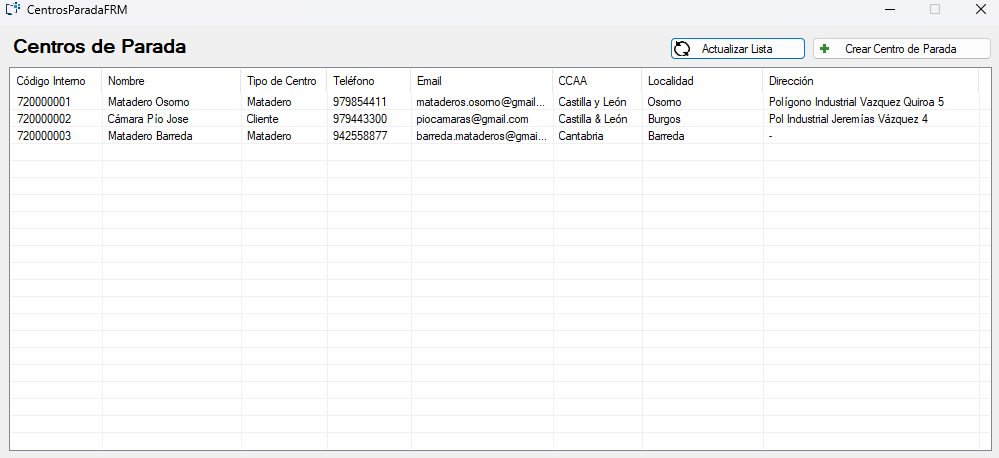 CentrosParadaFRM
Centros de Parada
Actualizar Lista
Crear Centro de Parada
Código Interno Nombre Tipo de Centro Teléfono Email CCAA Localidad Dirección
720000001 Matadero Osorno Matadero 979854411 mataderos.osorno@gmail... Castilla y León Osorno Polígono Industrial Vazquez Quiroa 5
720000002 Cámara Pío Jose Cliente 979443300 piocamaras@gmail.com Castilla & León Burgos Pol Industrial Jeremías Vázquez 4
720000003 Matadero Barreda Matadero 942558877 barreda.mataderos@gmai... Cantabria Barreda -